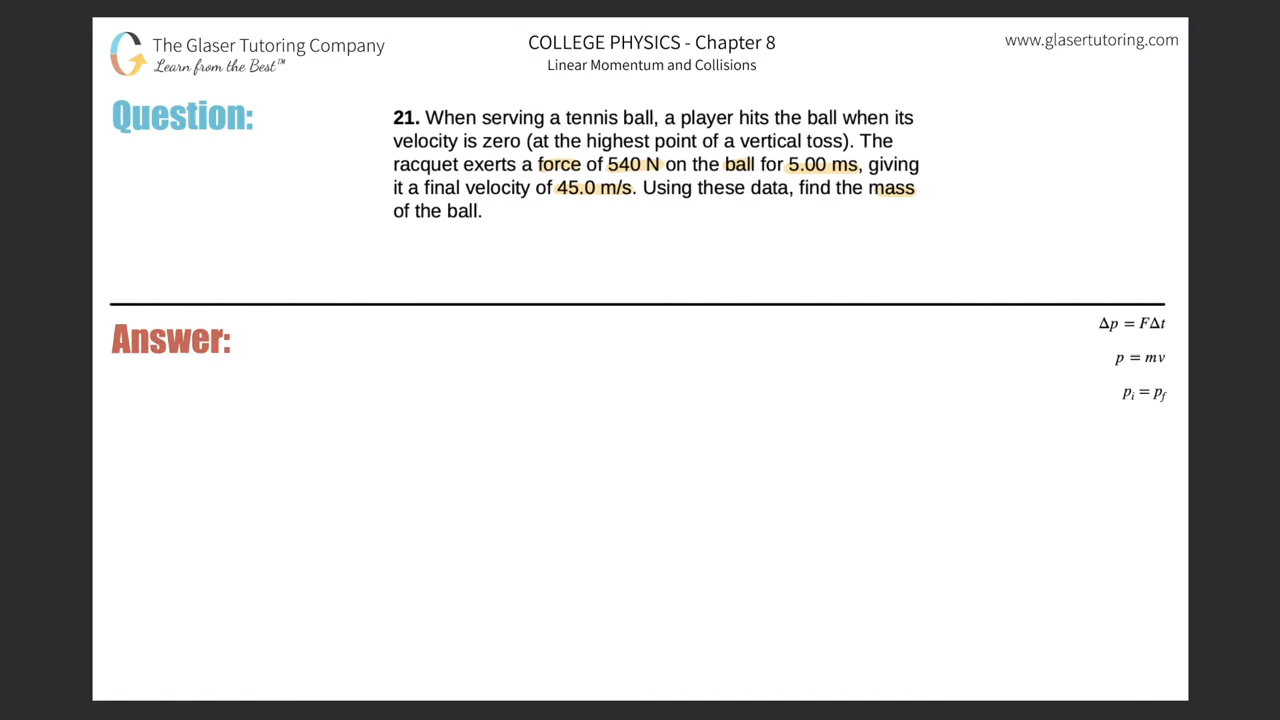 The Glaser Tutoring Company
Learn from the Best™
COLLEGE PHYSICS - Chapter 8
Linear Momentum and Collisions
www.glasertutoring.com
Question:
21. When serving a tennis ball, a player hits the ball when its
velocity is zero (at the highest point of a vertical toss). The
racquet exerts a force of 540 N on the ball for 5.00 ms, giving
it a final velocity of 45.0 m/s. Using these data, find the mass
of the ball.
Answer:
Δp = FΔt
p = mv
pᵢ = p_f